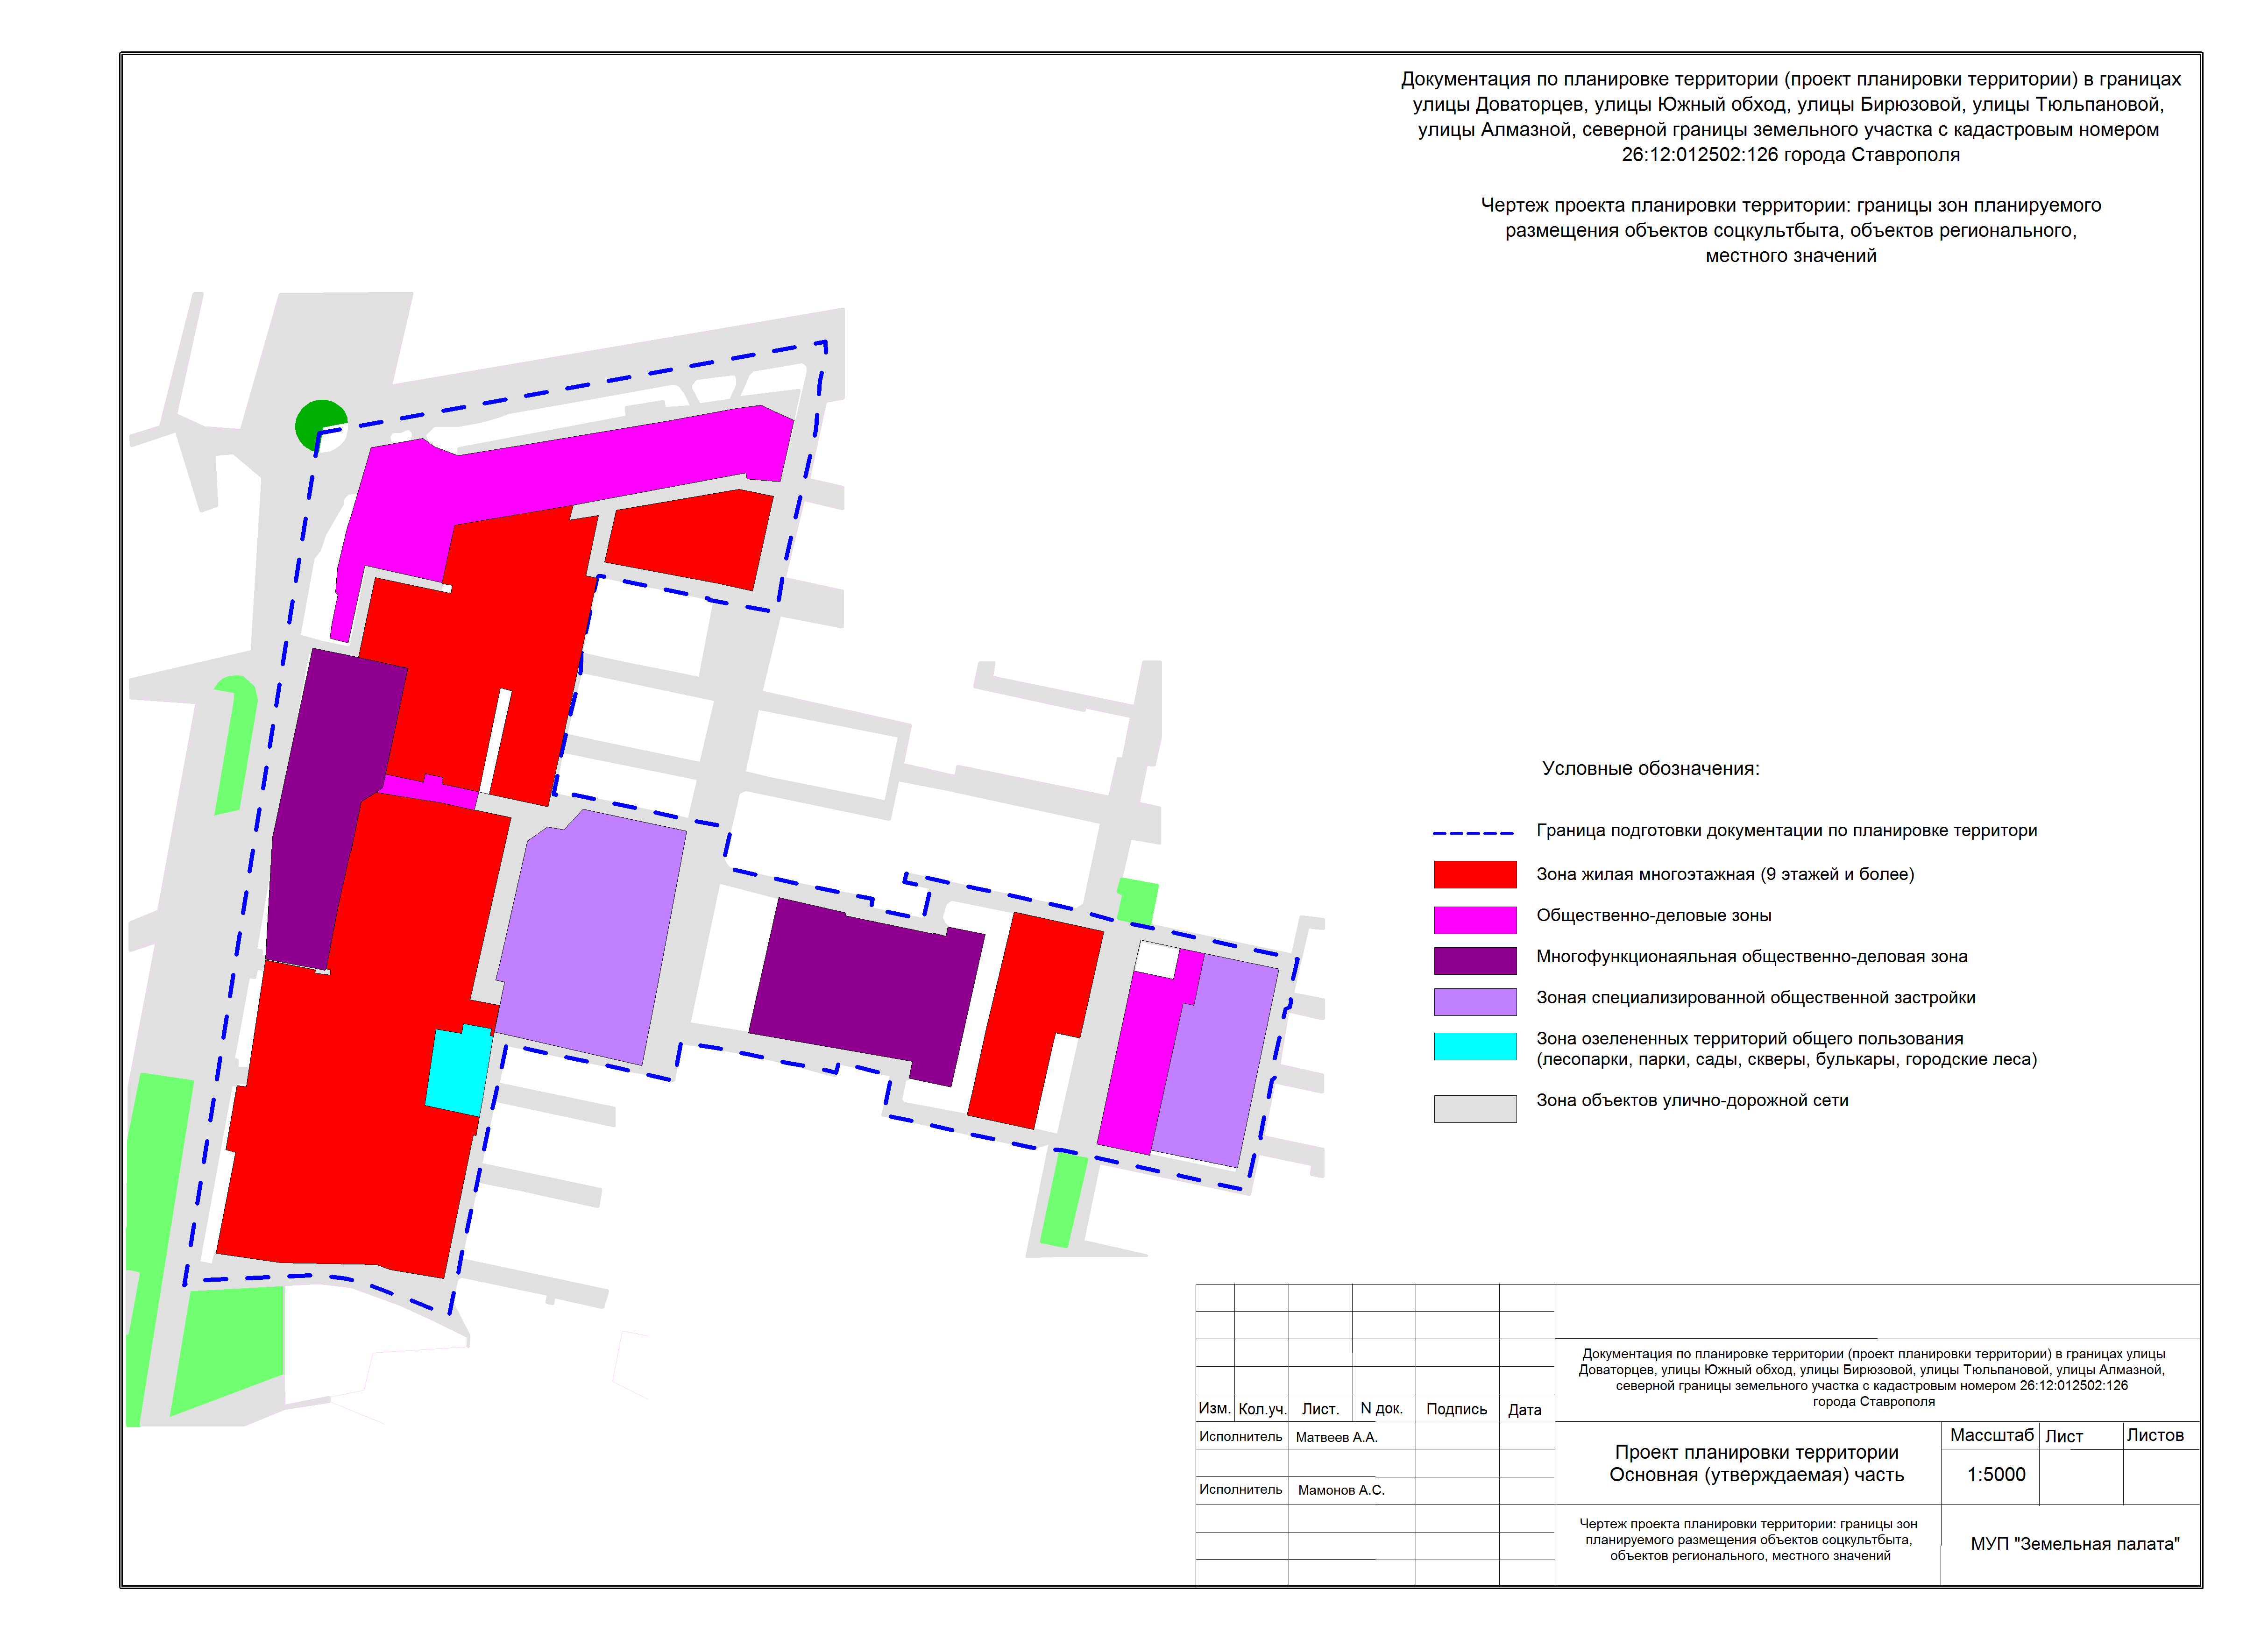 Документация по планировке территории (проект планировки территории) в границах
улицы Доваторцев, улицы Южный обход, улицы Бирюзовой, улицы Тюльпановой,
улицы Алмазной, северной границы земельного участка с кадастровым номером
26:12:012502:126 города Ставрополя
Чертеж проекта планировки территории: границы зон планируемого
размещения объектов соцкультбыта, объектов регионального,
местного значений
Условные обозначения:
Граница подготовки документации по планировке территори
Зона жилая многоэтажная (9 этажей и более)
Общественно-деловые зоны
Многофункционаяльная общественно-деловая зона
Зоная специализированной общественной застройки
Зона озелененных территорий общего пользования
(лесопарки, парки, сады, скверы, булькары, городские леса)
Зона объектов улично-дорожной сети
Документация по планировке территории (проект планировки территории) в границах улицы
Доваторцев, улицы Южный обход, улицы Бирюзовой, улицы Тюльпановой, улицы Алмазной,
северной границы земельного участка с кадастровым номером 26:12:012502:126
города Ставрополя
Изм. Кол.уч. Лист. N док. Подпись Дата
Исполнитель Матвеев А.А.
Исполнитель Мамонов А.С.
Проект планировки территории
Основная (утверждаемая) часть
Массштаб Лист Листов
1:5000
Чертеж проекта планировки территории: границы зон
планируемого размещения объектов соцкультбыта,
объектов регионального, местного значений
МУП "Земельная палата"